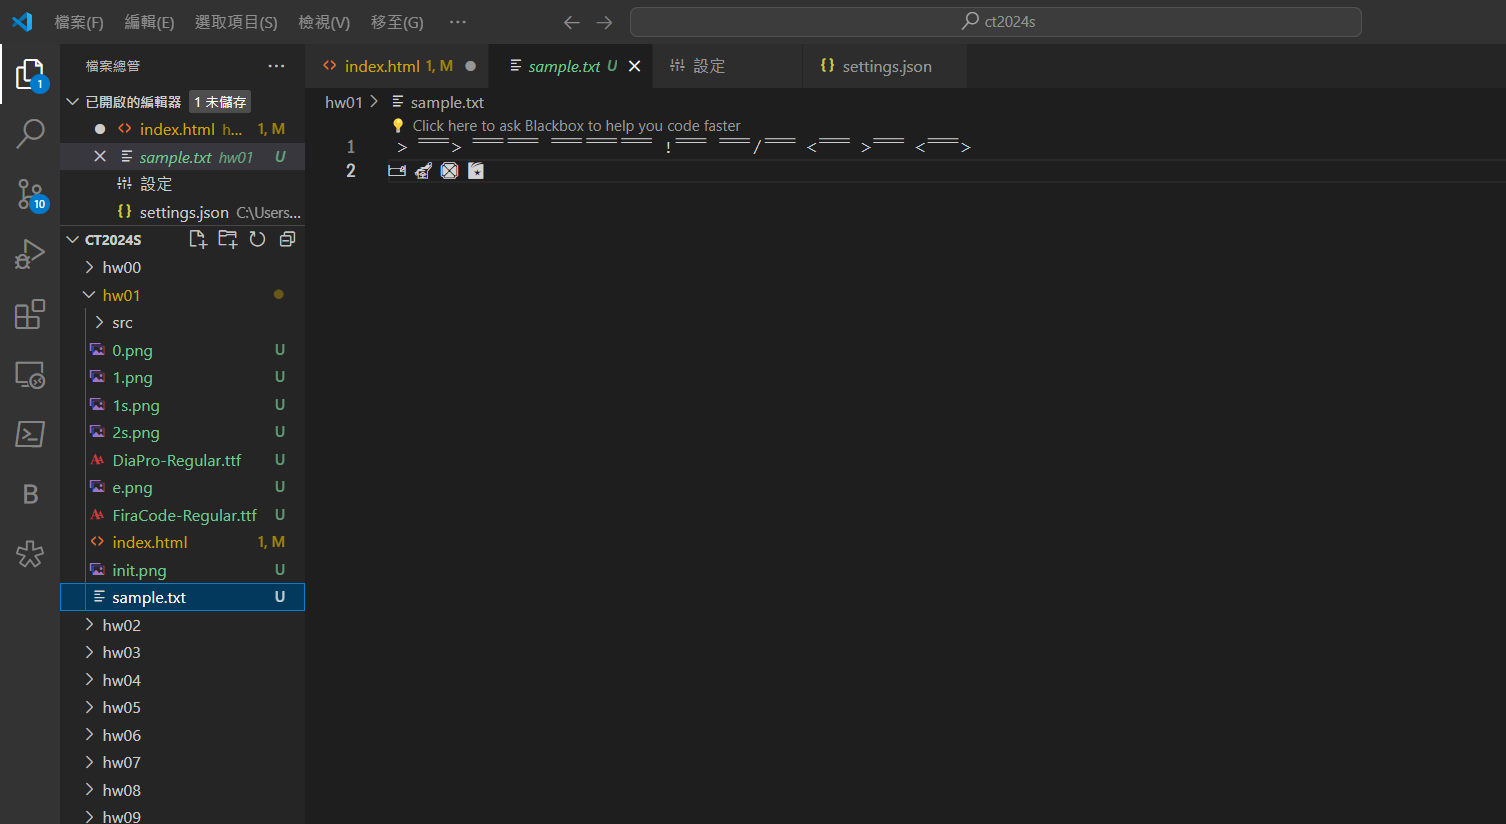 檔案(F) 編輯(E) 選取項目(S) 檢視(V) 移至(G) ··· ct2024s
檔案總管 ···
index.html 1, M
sample.txt U
設定
settings.json
已開啟的編輯器 1 未儲存
index.html h... 1, M
sample.txt hw01 U
設定
settings.json C:\Users...
CT2024S
hw00
hw01
src
0.png U
1.png U
1s.png U
2s.png U
DiaPro-Regular.ttf U
e.png U
FiraCode-Regular.ttf U
index.html 1, M
init.png U
sample.txt U
hw02
hw03
hw04
hw05
hw06
hw07
hw08
hw09
1
10
B
hw01 > sample.txt
Click here to ask Blackbox to help you code faster
1
2